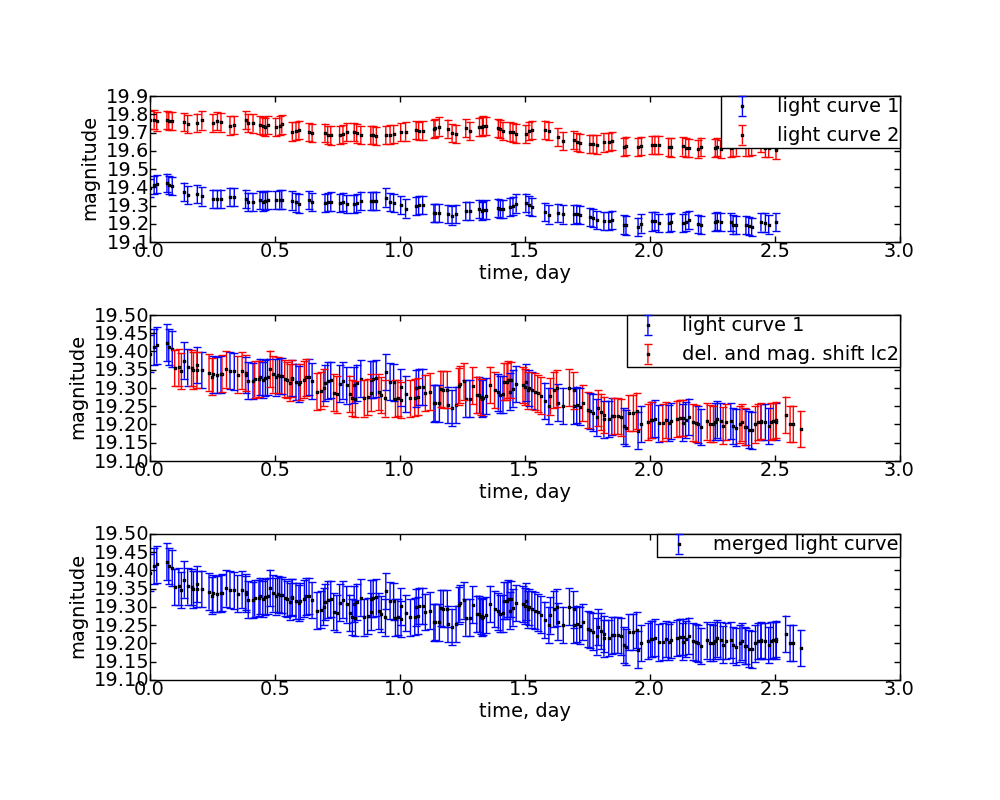 19.9
19.8
19.7
19.6
19.5
19.4
19.3
19.2
19.1
magnitude
light curve 1
light curve 2
0.0 0.5 1.0 1.5 2.0 2.5 3.0
time, day
19.50
19.45
19.40
19.35
19.30
19.25
19.20
19.15
19.10
magnitude
light curve 1
del. and mag. shift lc2
0.0 0.5 1.0 1.5 2.0 2.5 3.0
time, day
19.50
19.45
19.40
19.35
19.30
19.25
19.20
19.15
19.10
magnitude
merged light curve
0.0 0.5 1.0 1.5 2.0 2.5 3.0
time, day